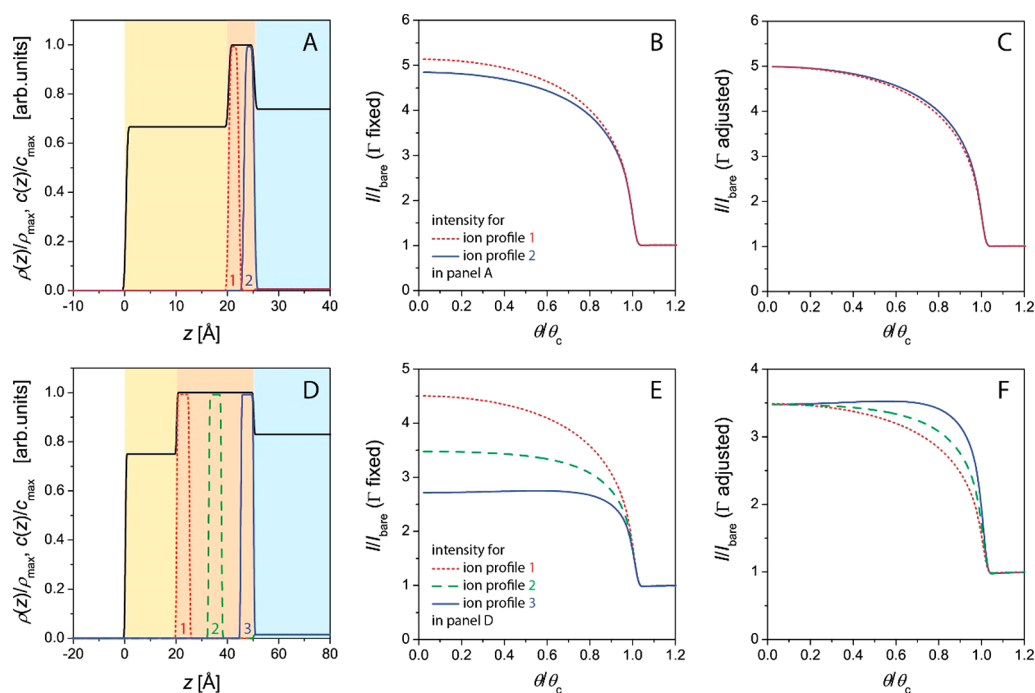 A
ρ(z)/ρmax, c(z)/cmax [arb.units]
1.0
0.8
0.6
0.4
0.2
0.0
1 2
-10 0 10 20 30 40
z [Å]
B
I/Ibare (Γ fixed)
6
5
4
3
2
1
0
intensity for
ion profile 1
ion profile 2
in panel A
0.0 0.2 0.4 0.6 0.8 1.0 1.2
θ/θc
C
I/Ibare (Γ adjusted)
6
5
4
3
2
1
0
0.0 0.2 0.4 0.6 0.8 1.0 1.2
θ/θc
D
ρ(z)/ρmax, c(z)/cmax [arb.units]
1.0
0.8
0.6
0.4
0.2
0.0
1 2 3
-20 0 20 40 60 80
z [Å]
E
I/Ibare (Γ fixed)
5
4
3
2
1
0
intensity for
ion profile 1
ion profile 2
ion profile 3
in panel D
0.0 0.2 0.4 0.6 0.8 1.0 1.2
θ/θc
F
I/Ibare (Γ adjusted)
4
3
2
1
0
0.0 0.2 0.4 0.6 0.8 1.0 1.2
θ/θc